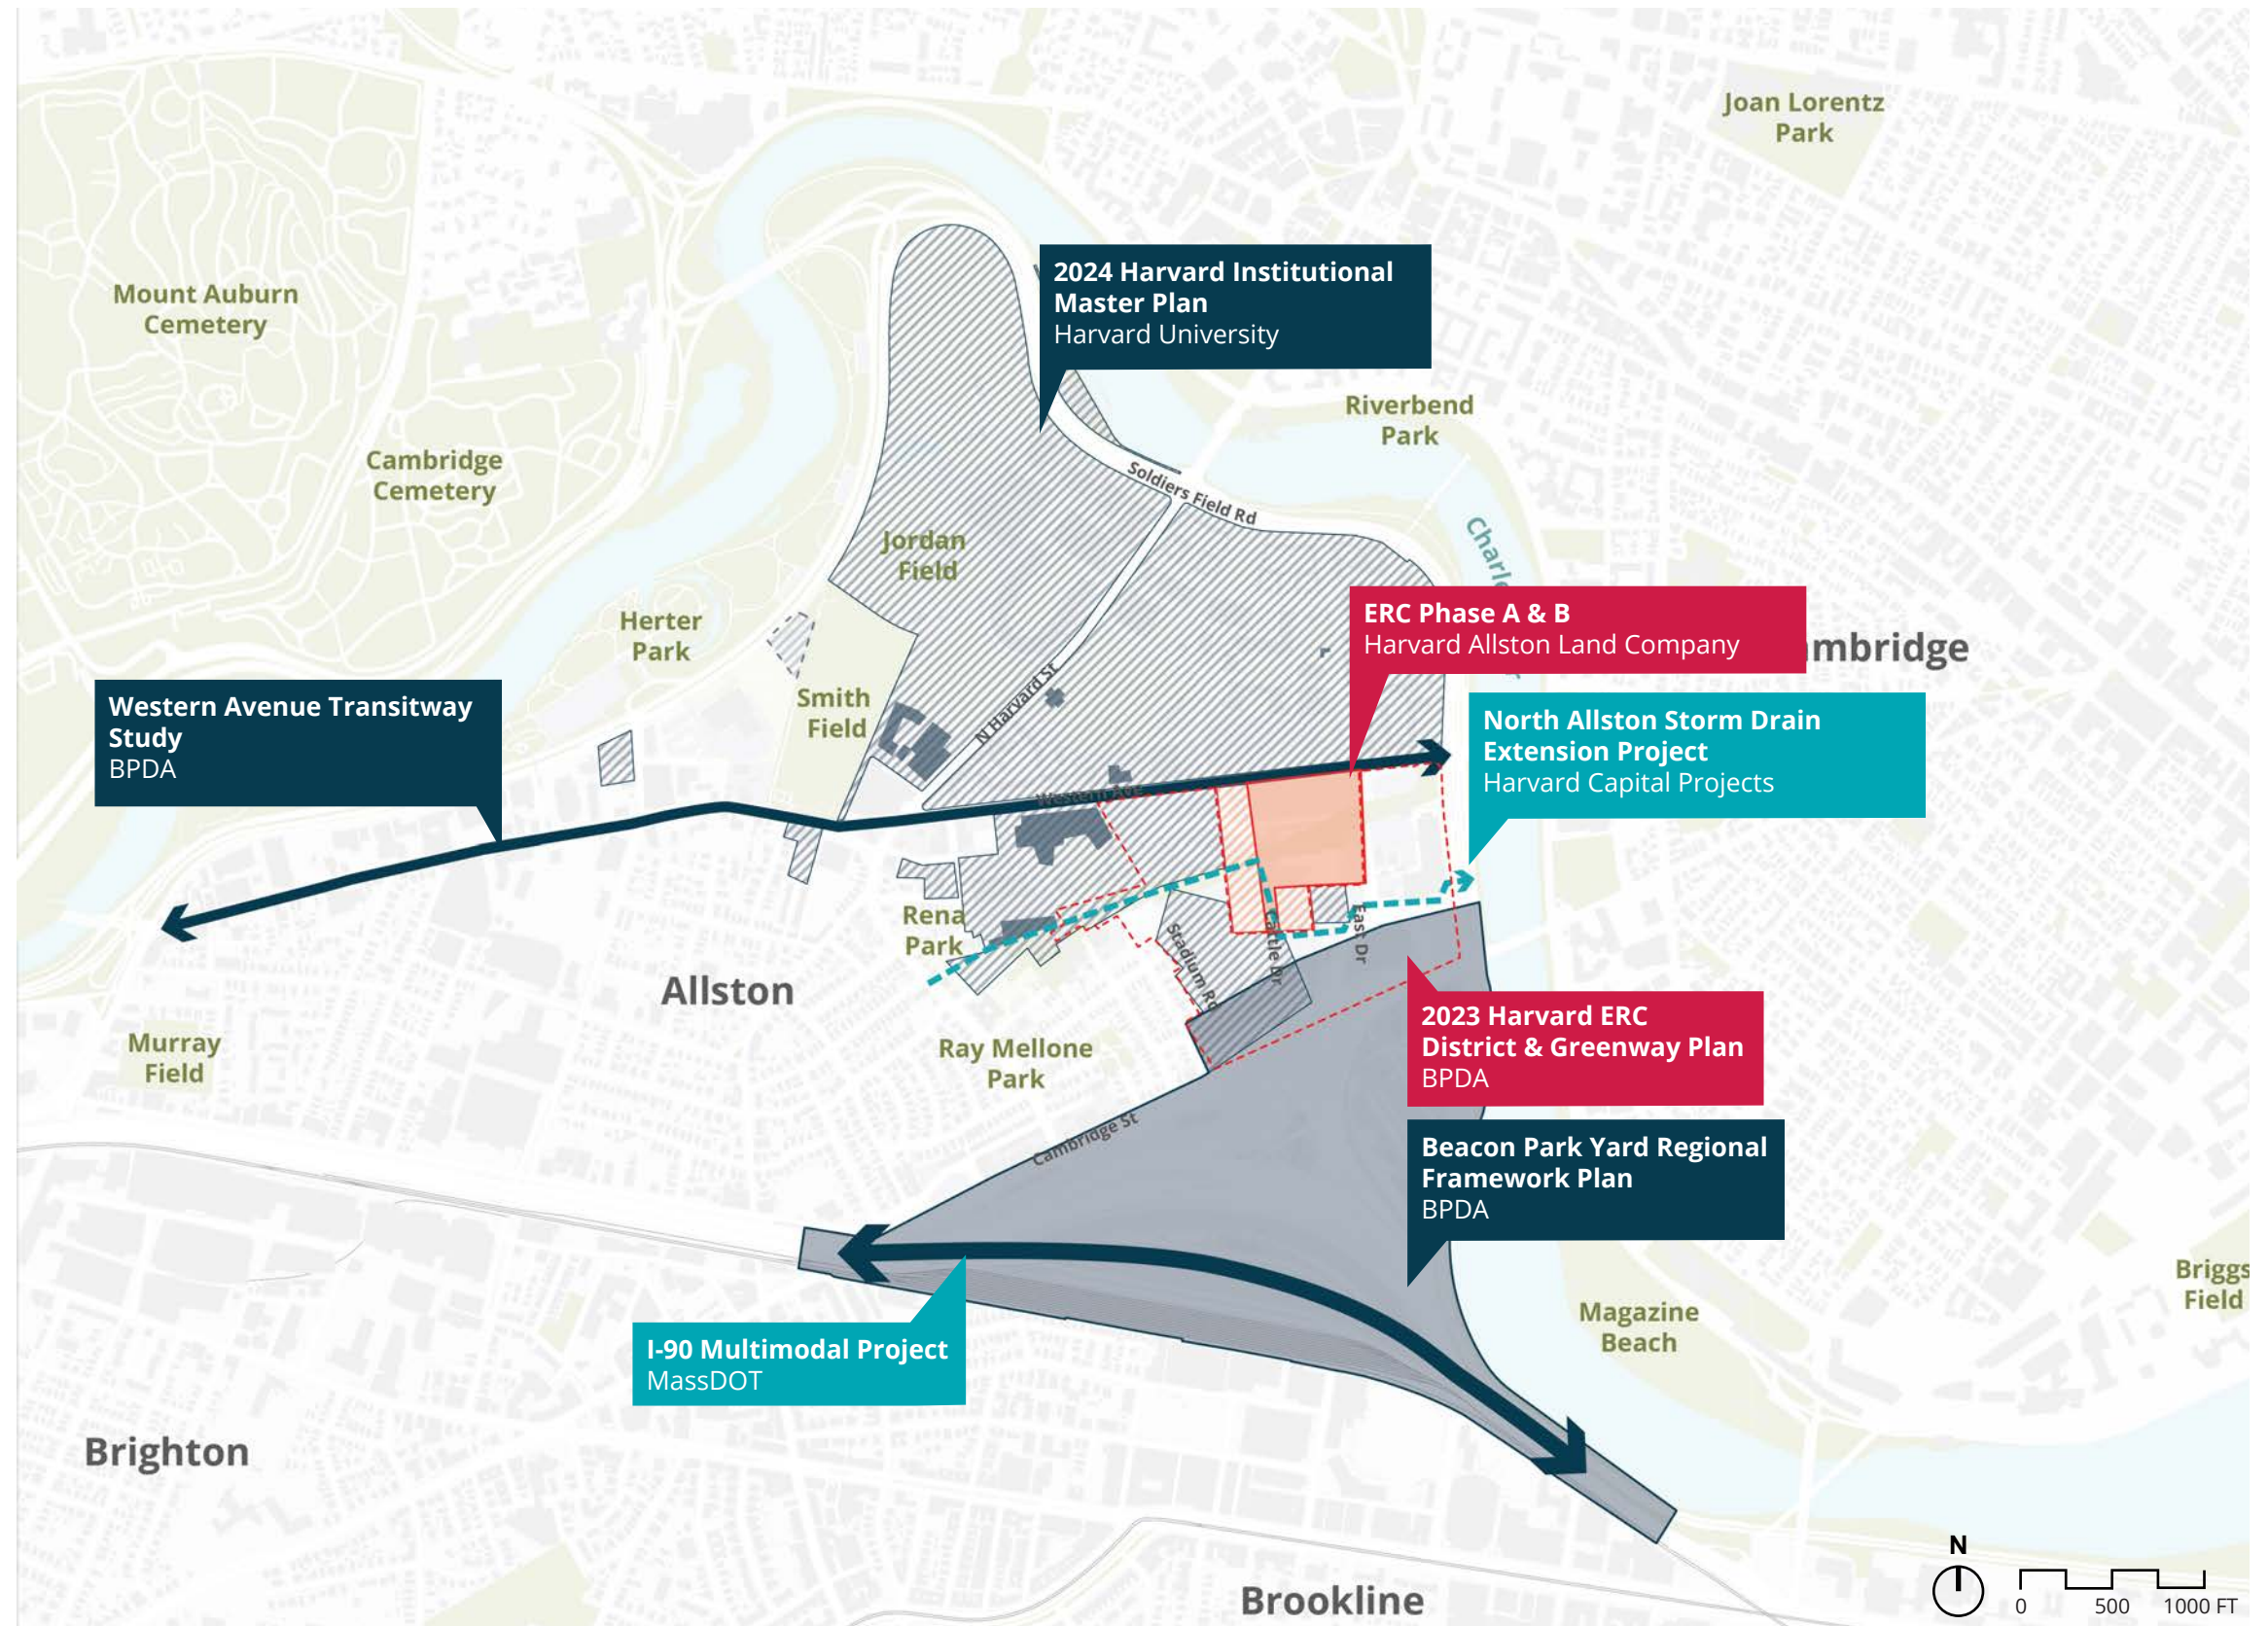 Joan Lorentz
Park
Mount Auburn
Cemetery
2024 Harvard Institutional
Master Plan
Harvard University
Riverbend
Park
Cambridge
Cemetery
Soldiers Field Rd
Jordan
Field
Charle
ERC Phase A & B
Harvard Allston Land Company
mbridge
Herter
Park
Smith
Field
N Harvard St
Western Avenue Transitway
Study
BPDA
North Allston Storm Drain
Extension Project
Harvard Capital Projects
Western Ave
Rena
Park
Stadium Rd
East Dr
Allston
2023 Harvard ERC
District & Greenway Plan
BPDA
Murray
Field
Ray Mellone
Park
Cambridge St
Beacon Park Yard Regional
Framework Plan
BPDA
Briggs
Field
Magazine
Beach
I-90 Multimodal Project
MassDOT
Brighton
Brookline
N
0 500 1000 FT